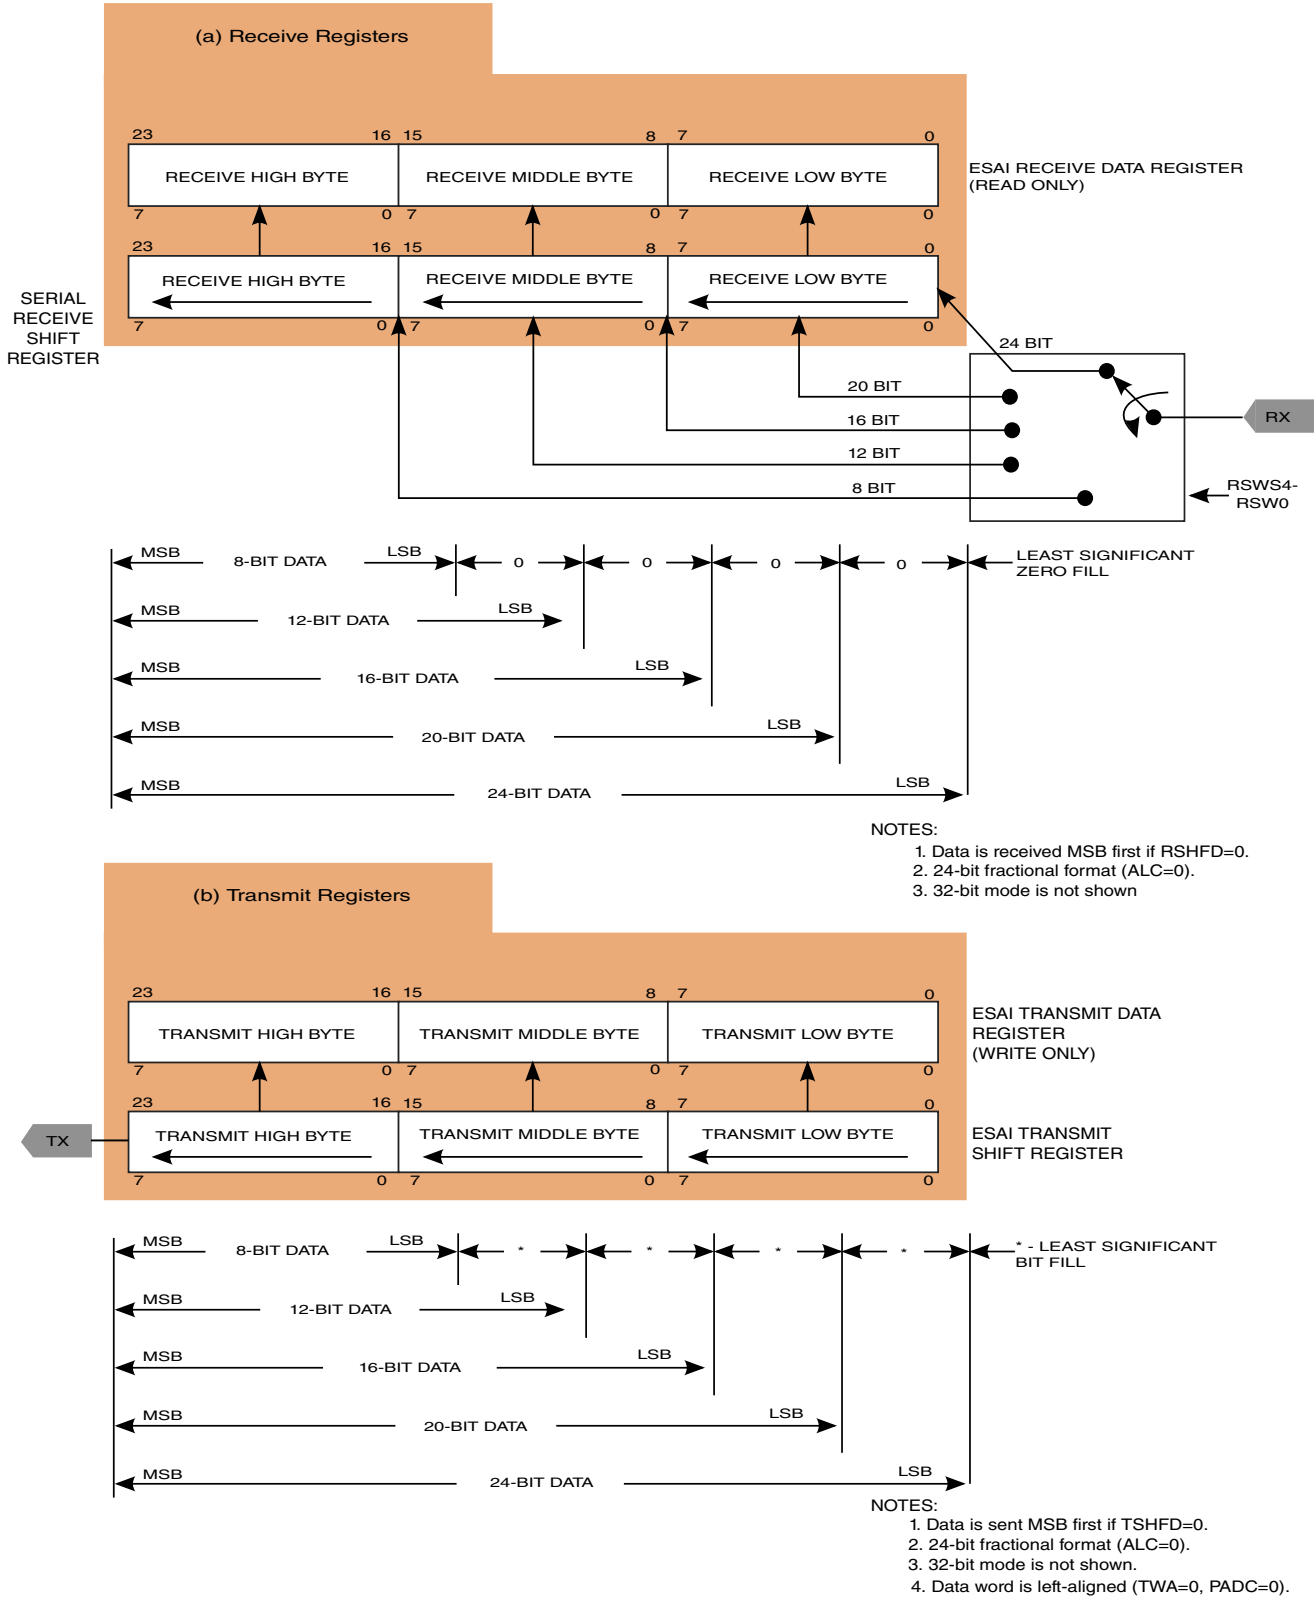 (a) Receive Registers
23 16 15 8 7 0
RECEIVE HIGH BYTE RECEIVE MIDDLE BYTE RECEIVE LOW BYTE
ESAI RECEIVE DATA REGISTER
(READ ONLY)
7 0 7 0 7 0
23 16 15 8 7 0
RECEIVE HIGH BYTE RECEIVE MIDDLE BYTE RECEIVE LOW BYTE
7 0 7 0 7 0
SERIAL
RECEIVE
SHIFT
REGISTER
24 BIT
20 BIT
16 BIT
12 BIT
8 BIT
RX
RSWS4-
RSW0
MSB 8-BIT DATA LSB 0 0 0 0
LEAST SIGNIFICANT
ZERO FILL
MSB 12-BIT DATA LSB
MSB 16-BIT DATA LSB
MSB 20-BIT DATA LSB
MSB 24-BIT DATA LSB
NOTES:
1. Data is received MSB first if RSHFD=0.
2. 24-bit fractional format (ALC=0).
3. 32-bit mode is not shown
(b) Transmit Registers
23 16 15 8 7 0
TRANSMIT HIGH BYTE TRANSMIT MIDDLE BYTE TRANSMIT LOW BYTE
ESAI TRANSMIT DATA
REGISTER
(WRITE ONLY)
7 0 7 0 7 0
23 16 15 8 7 0
TX
TRANSMIT HIGH BYTE TRANSMIT MIDDLE BYTE TRANSMIT LOW BYTE
ESAI TRANSMIT
SHIFT REGISTER
7 0 7 0 7 0
MSB 8-BIT DATA LSB * * * *
* - LEAST SIGNIFICANT
BIT FILL
MSB 12-BIT DATA LSB
MSB 16-BIT DATA LSB
MSB 20-BIT DATA LSB
MSB 24-BIT DATA LSB
NOTES:
1. Data is sent MSB first if TSHFD=0.
2. 24-bit fractional format (ALC=0).
3. 32-bit mode is not shown.
4. Data word is left-aligned (TWA=0, PADC=0).